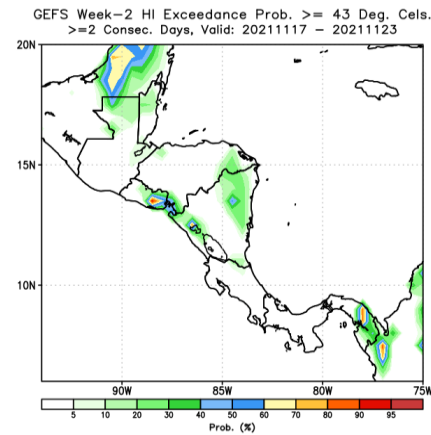 GEFS Week-2 HI Exceedance Prob. >= 43 Deg. Cels.
>=2 Consec. Days, Valid: 20211117 - 20211123
20N
15N
10N
90W 85W 80W 75W
5 10 20 30 40 50 60 70 80 90 95
Prob. (%)